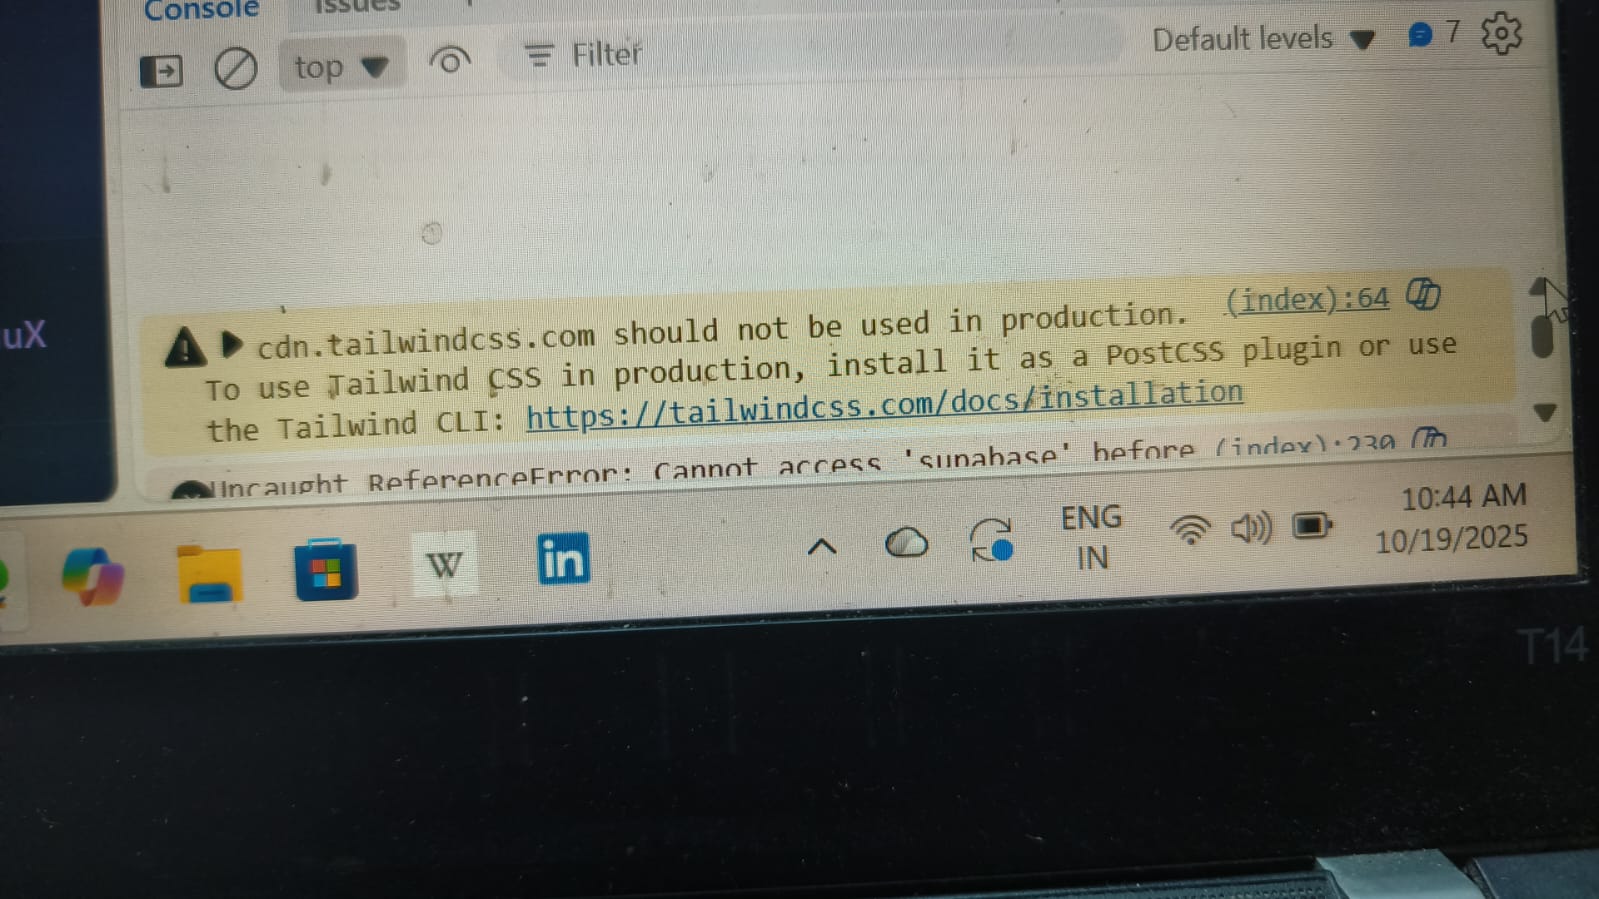 Console Issues
top Filter Default levels 7
cdn.tailwindcss.com should not be used in production. (index):64
To use Tailwind CSS in production, install it as a PostCSS plugin or use
the Tailwind CLI: https://tailwindcss.com/docs/installation
Uncaught ReferenceError: Cannot access 'supabase' before (index):239
uX
W
in
ENG
IN
10:44 AM
10/19/2025
T14